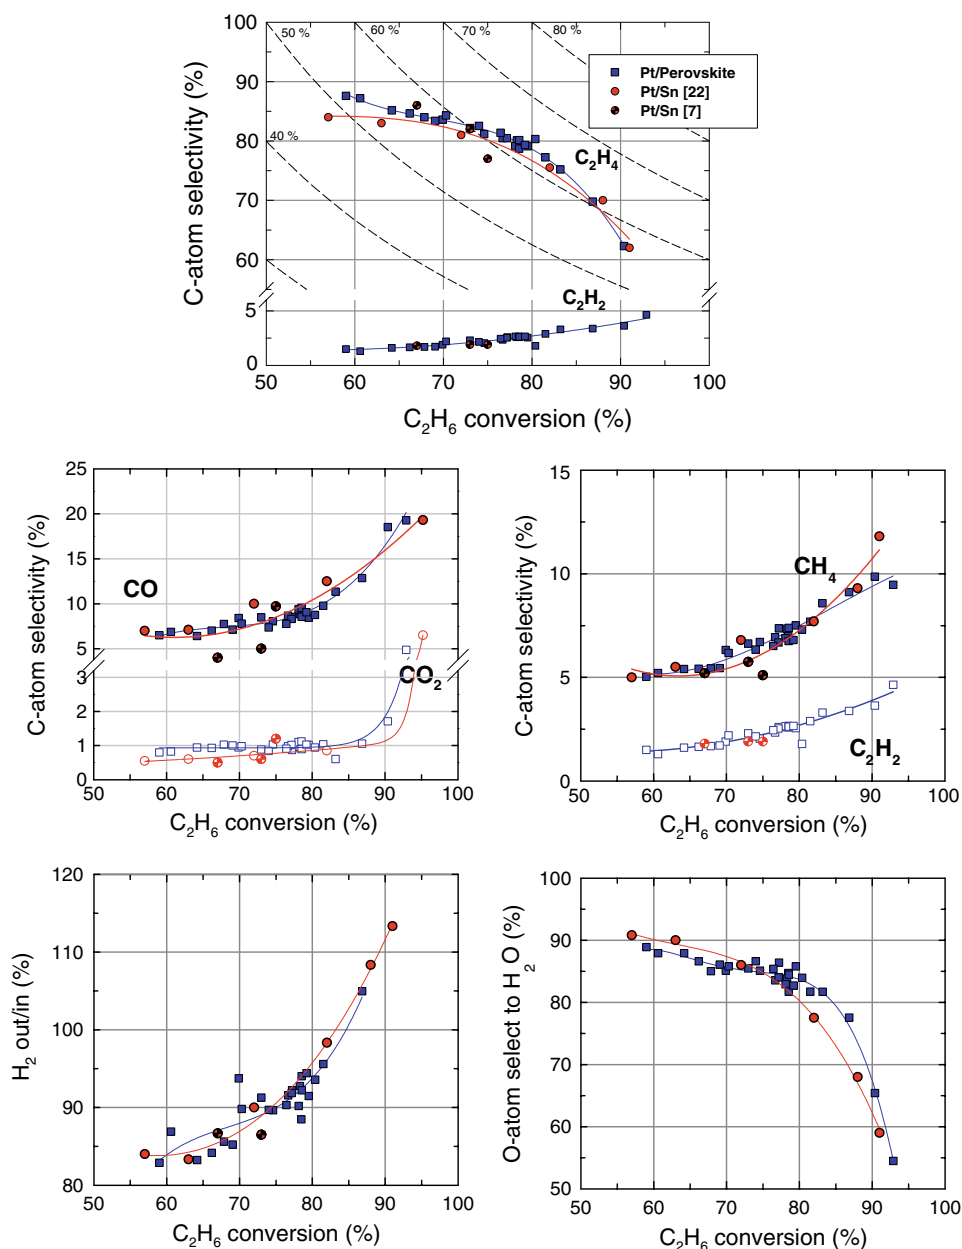 100
90
80
70
60
5
0
C-atom selectivity (%)
50 %
60 %
70 %
80 %
40 %
Pt/Perovskite
Pt/Sn [22]
Pt/Sn [7]
C2H4
C2H2
50 60 70 80 90 100
C2H6 conversion (%)
25
20
15
10
5
3
2
1
0
C-atom selectivity (%)
CO
CO2
50 60 70 80 90 100
C2H6 conversion (%)
15
10
5
0
C-atom selectivity (%)
CH4
C2H2
50 60 70 80 90 100
C2H6 conversion (%)
120
110
100
90
80
H2 out/in (%)
50 60 70 80 90 100
C2H6 conversion (%)
100
90
80
70
60
50
O-atom select to H2O (%)
50 60 70 80 90 100
C2H6 conversion (%)